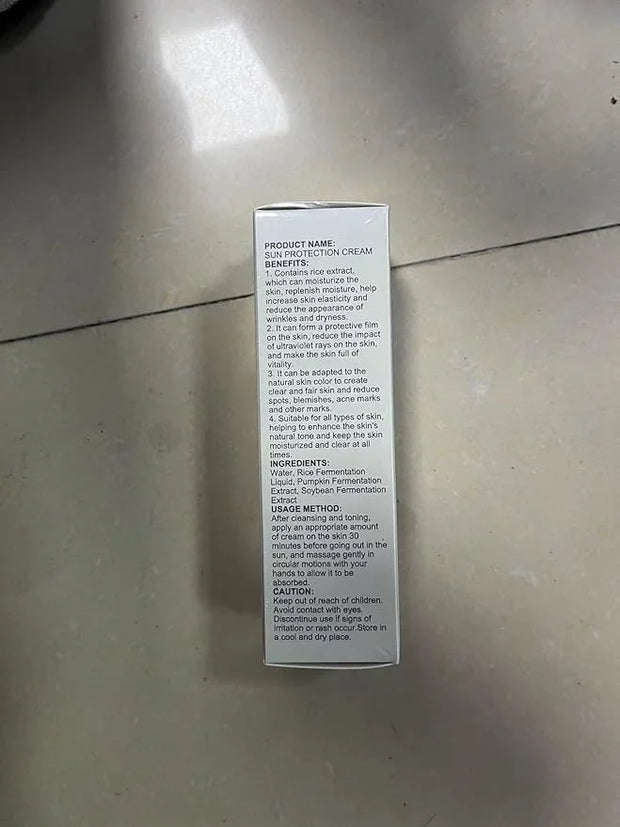 PRODUCT NAME:
SUN PROTECTION CREAM
BENEFITS:
1. Contains rice extract,
which can moisturize the
skin, replenish moisture, help
increase skin elasticity and
reduce the appearance of
wrinkles and dryness.
2. It can form a protective film
on the skin, reduce the impact
of ultraviolet rays on the skin,
and make the skin full of
vitality.
3. It can be adapted to the
natural skin color to create
clear and fair skin and reduce
spots, blemishes, acne marks
and other marks.
4. Suitable for all types of skin,
helping to enhance the skin's
natural tone and keep the skin
moisturized and clear at all
times.
INGREDIENTS:
Water, Rice Fermentation
Liquid, Pumpkin Fermentation
Extract, Soybean Fermentation
Extract
USAGE METHOD:
After cleansing and toning,
apply an appropriate amount
of cream on the skin 30
minutes before going out in the
sun, and massage gently in
circular motions with your
hands to allow it to be
absorbed.
CAUTION:
Keep out of reach of children.
Avoid contact with eyes.
Discontinue use if signs of
irritation or rash occur.Store in
a cool and dry place.